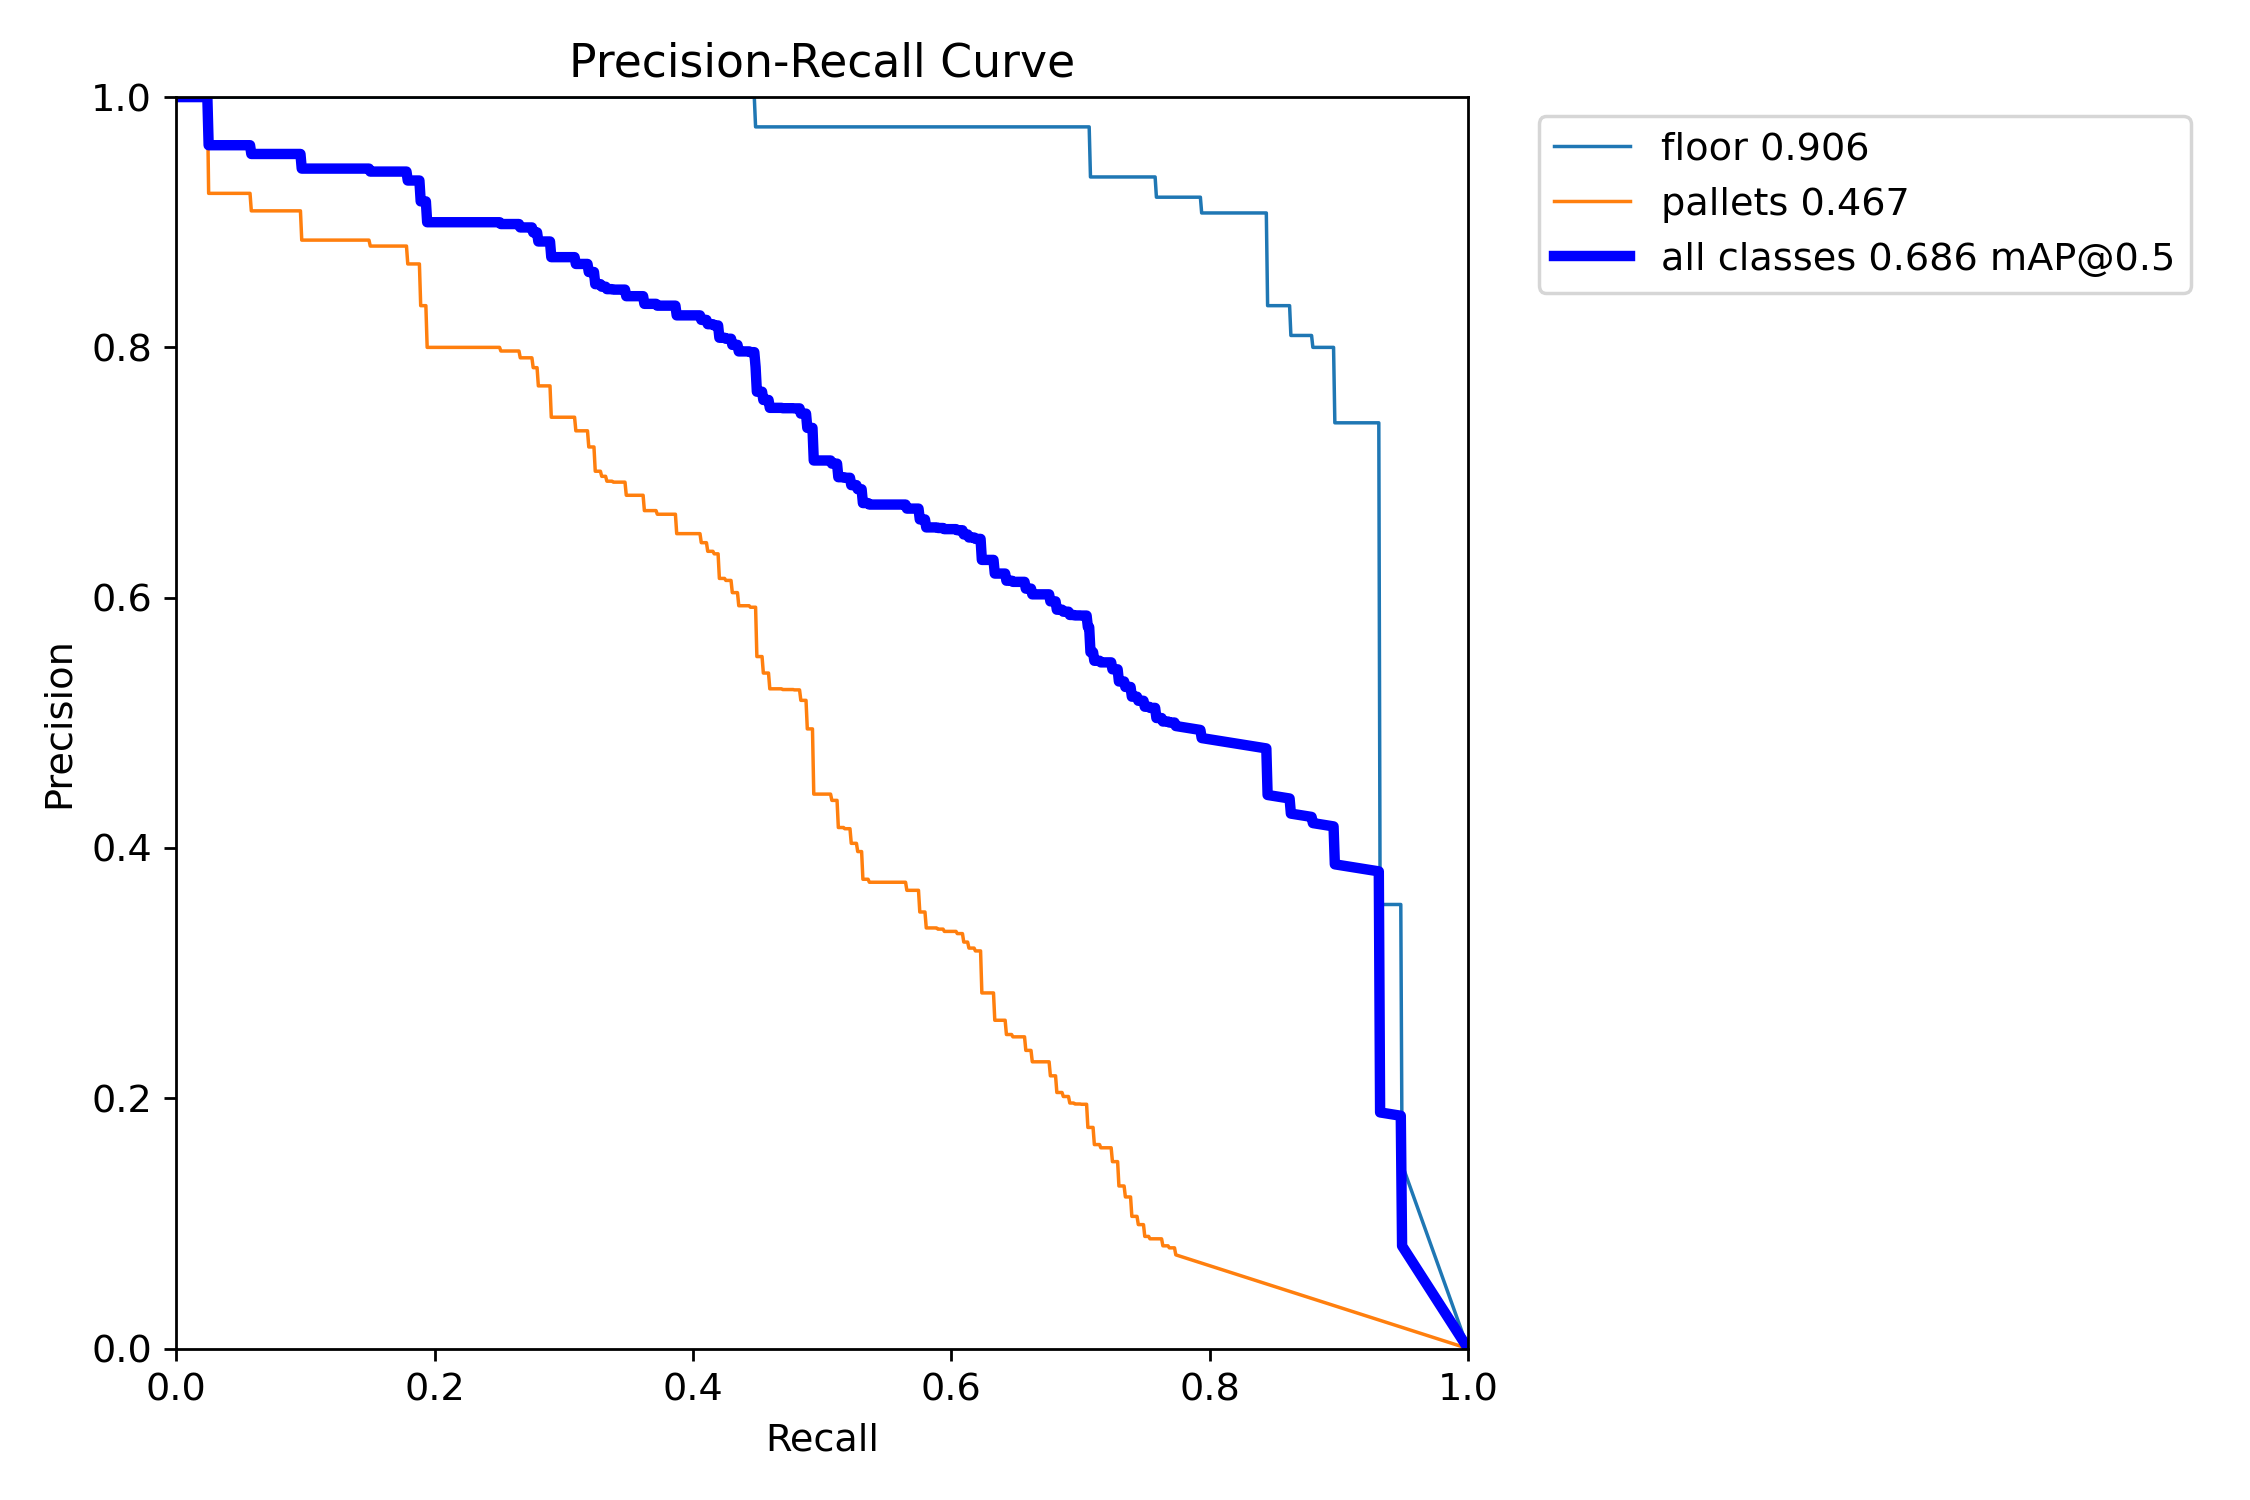 Precision-Recall Curve
floor 0.906
pallets 0.467
all classes 0.686 mAP@0.5
Precision
1.0
0.8
0.6
0.4
0.2
0.0
0.0 0.2 0.4 0.6 0.8 1.0
Recall